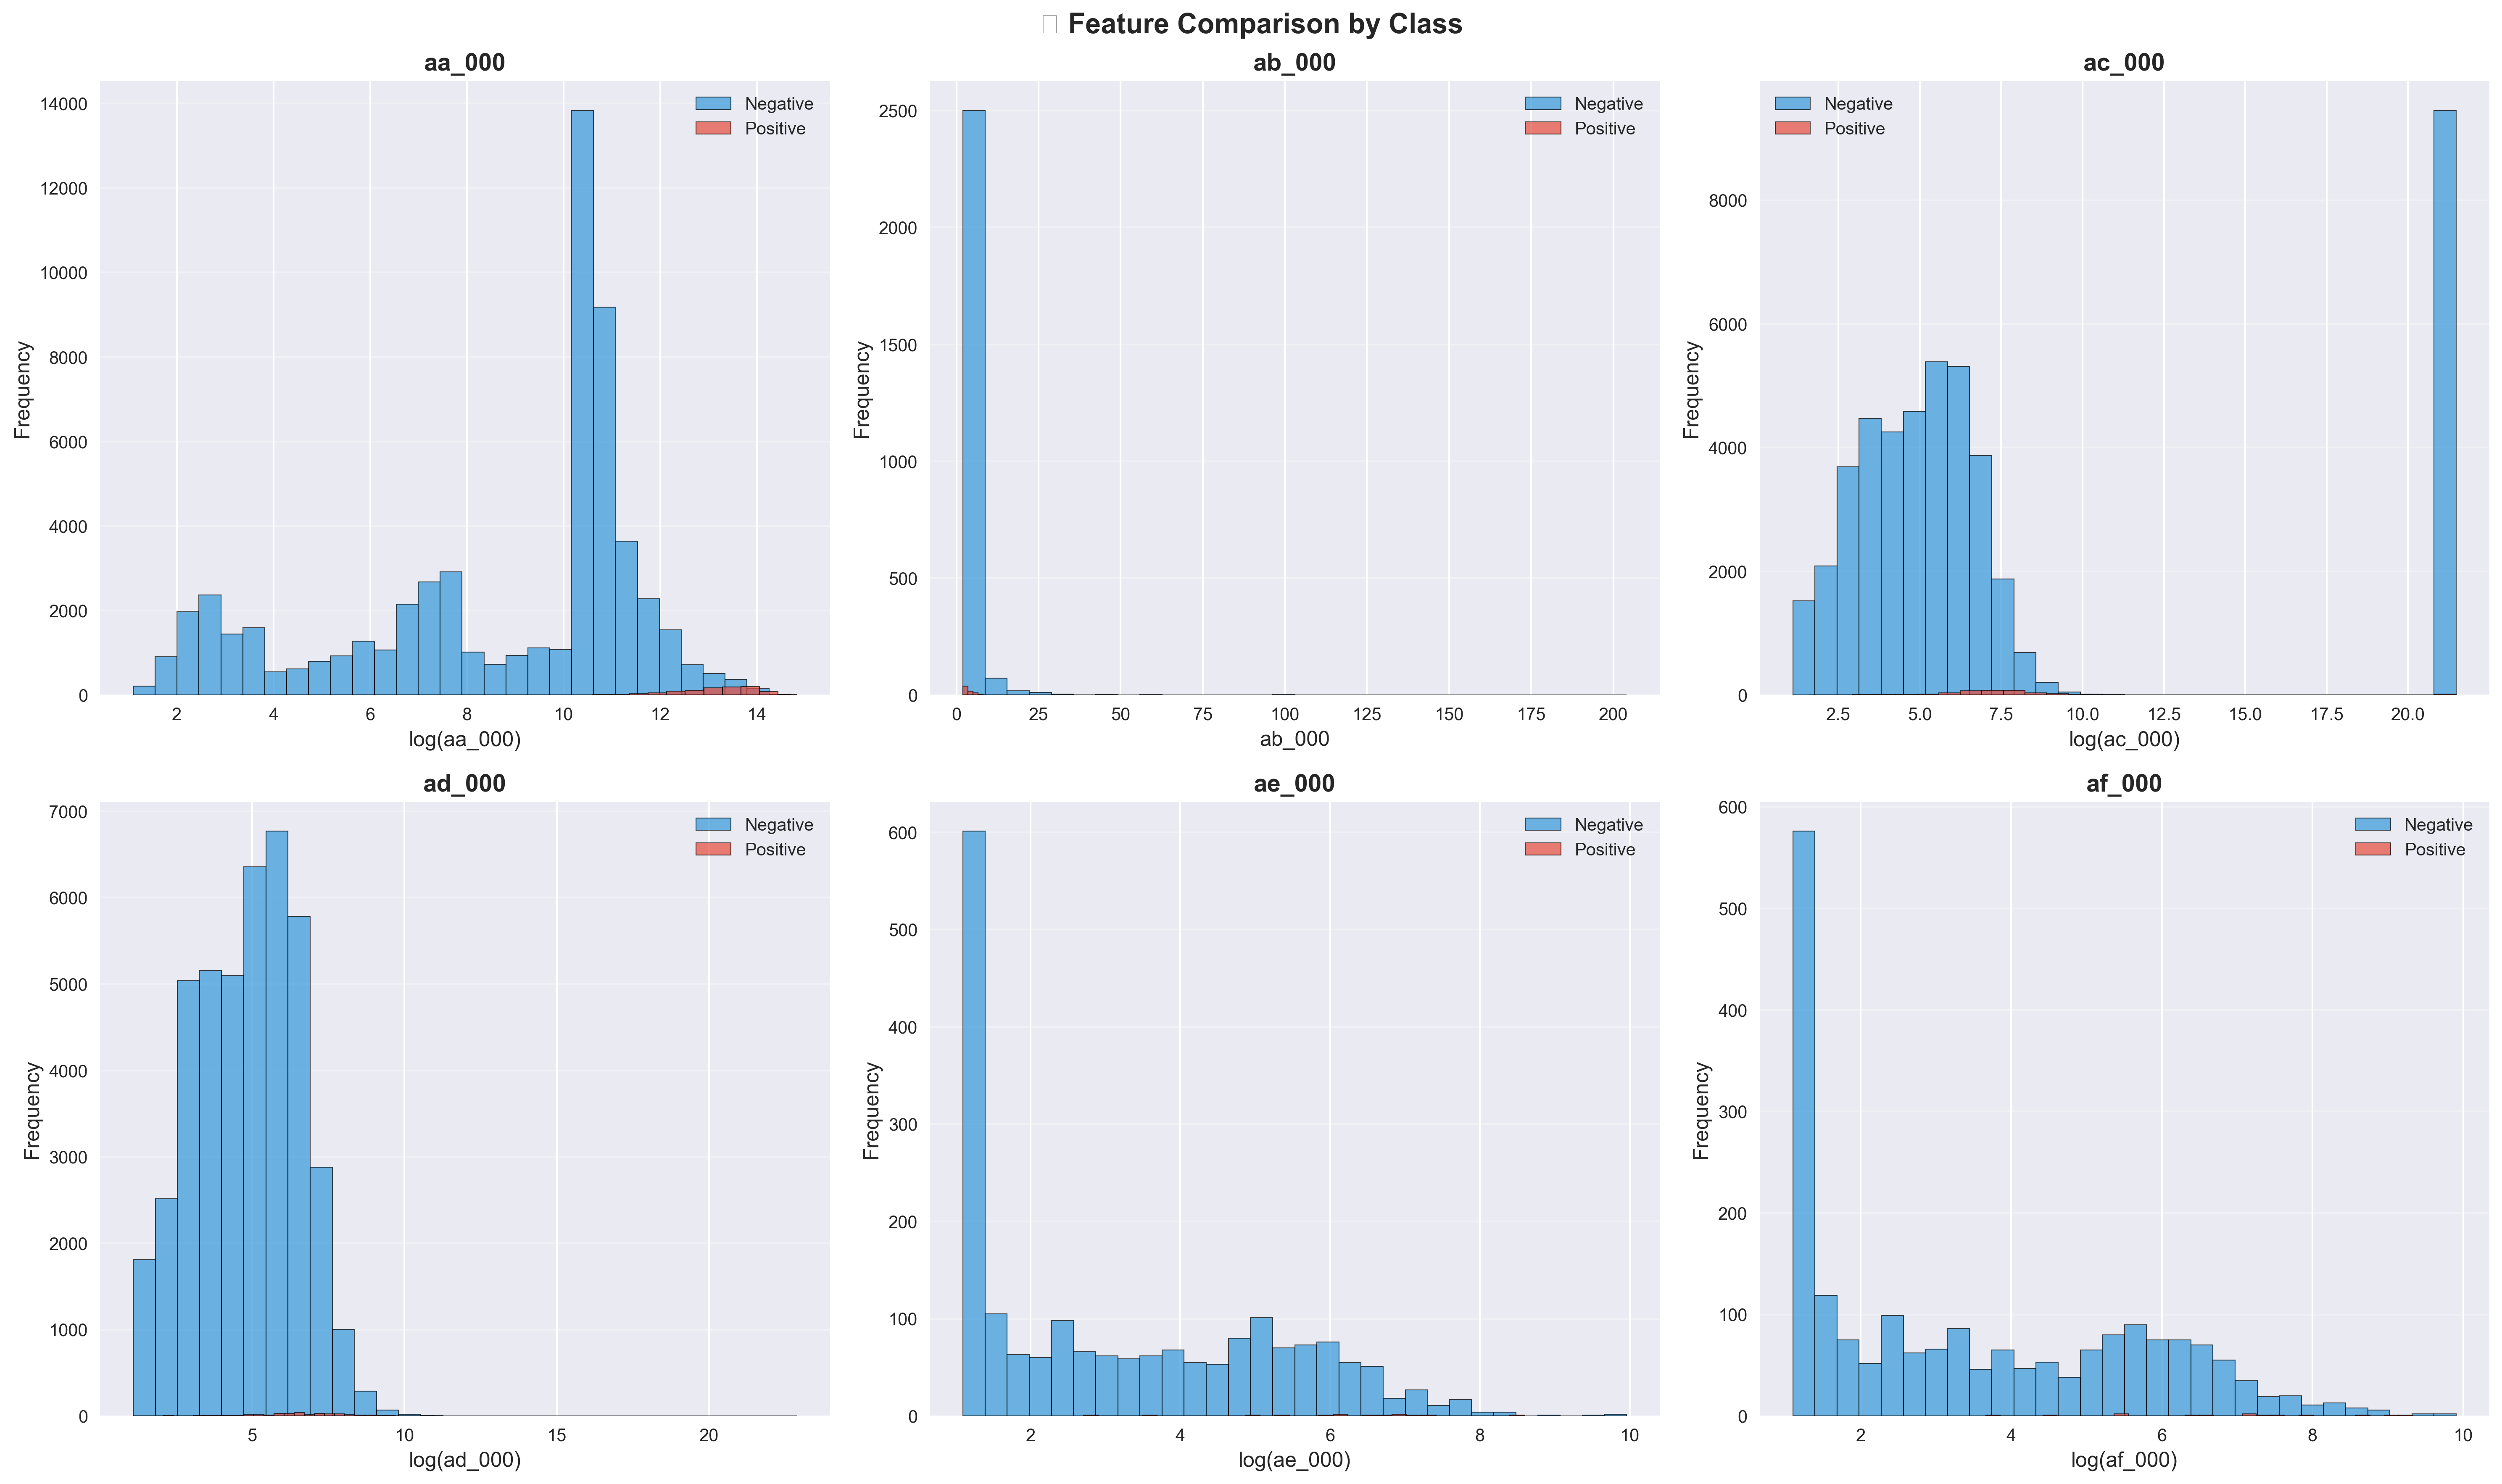 Feature Comparison by Class
aa_000
Frequency
14000
12000
10000
8000
6000
4000
2000
0
2 4 6 8 10 12 14
log(aa_000)
Negative
Positive
ab_000
Frequency
2500
2000
1500
1000
500
0
0 25 50 75 100 125 150 175 200
ab_000
Negative
Positive
ac_000
Frequency
8000
6000
4000
2000
0
2.5 5.0 7.5 10.0 12.5 15.0 17.5 20.0
log(ac_000)
Negative
Positive
ad_000
Frequency
7000
6000
5000
4000
3000
2000
1000
0
5 10 15 20
log(ad_000)
Negative
Positive
ae_000
Frequency
600
500
400
300
200
100
0
2 4 6 8 10
log(ae_000)
Negative
Positive
af_000
Frequency
600
500
400
300
200
100
0
2 4 6 8 10
log(af_000)
Negative
Positive